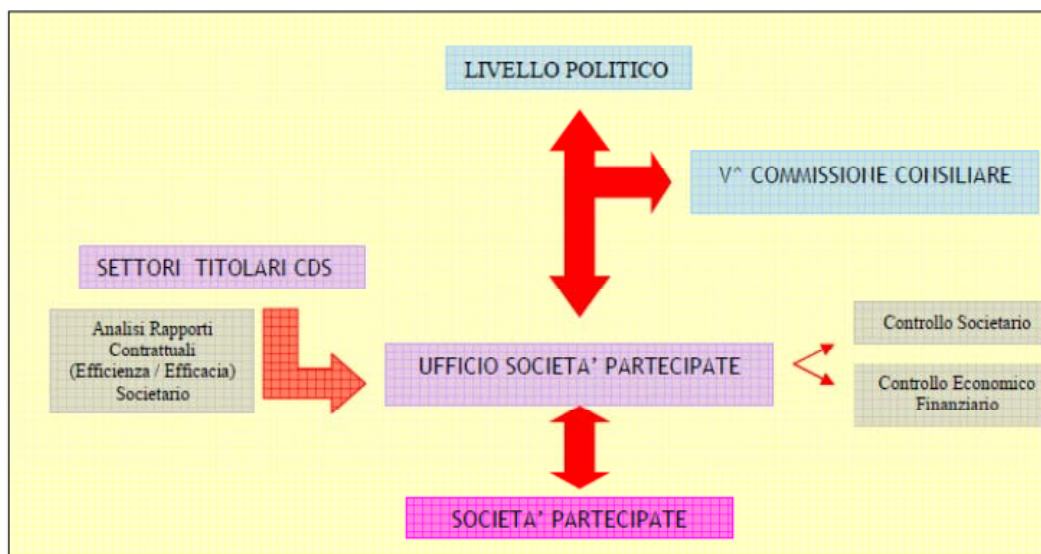 LIVELLO POLITICO
V^ COMMISSIONE CONSILIARE
SETTORI TITOLARI CDS
Analisi Rapporti
Contrattuali
(Efficienza / Efficacia)
Societario
UFFICIO SOCIETA' PARTECIPATE
Controllo Societario
Controllo Economico
Finanziario
SOCIETA' PARTECIPATE